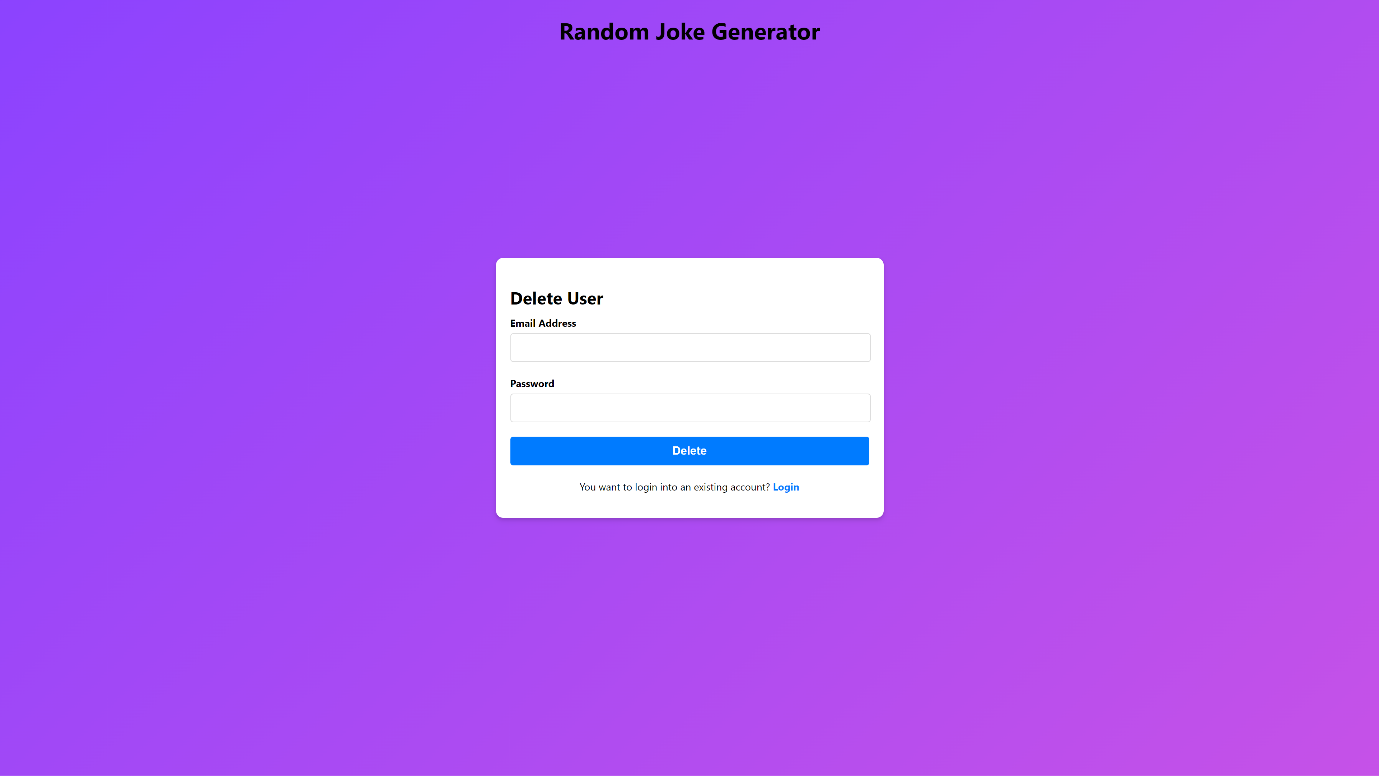 Random Joke Generator
Delete User
Email Address
Password
Delete
You want to login into an existing account? Login